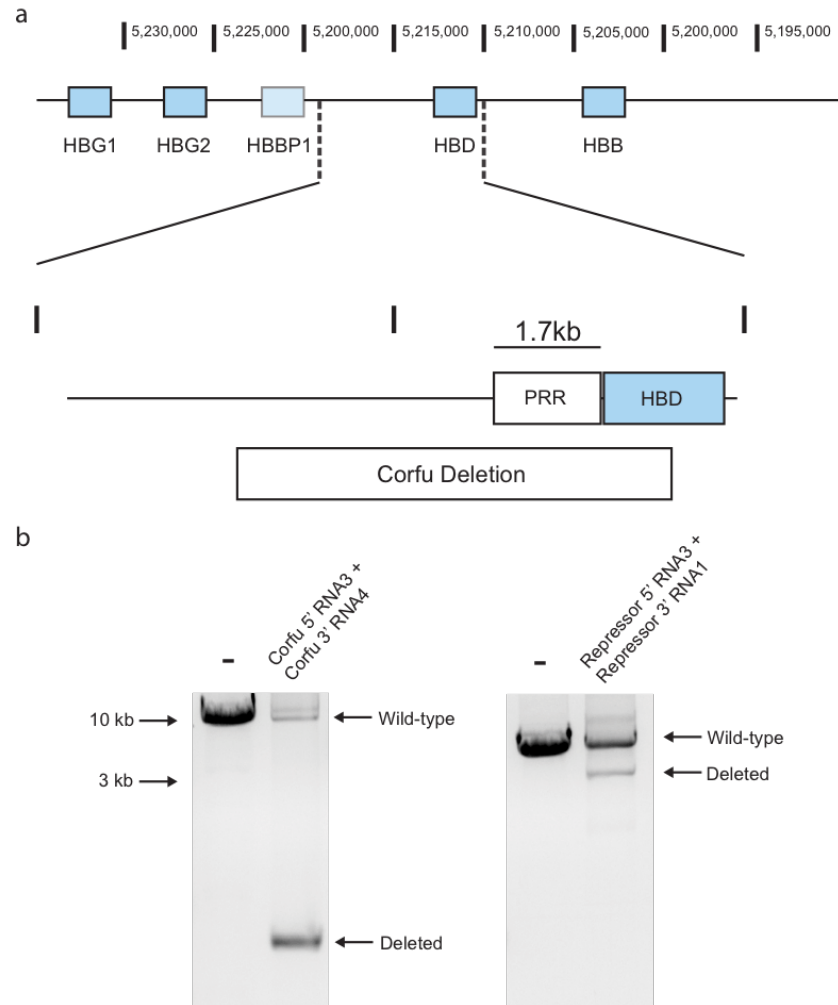 a
5,230,000 5,225,000 5,200,000 5,215,000 5,210,000 5,205,000 5,200,000 5,195,000
HBG1 HBG2 HBBP1 HBD HBB
1.7kb
PRR HBD
Corfu Deletion
b
-
Corfu 5' RNA3 +
Corfu 3' RNA4
10 kb
3 kb
Wild-type
Deleted
-
Repressor 5' RNA3 +
Repressor 3' RNA1
Wild-type
Deleted